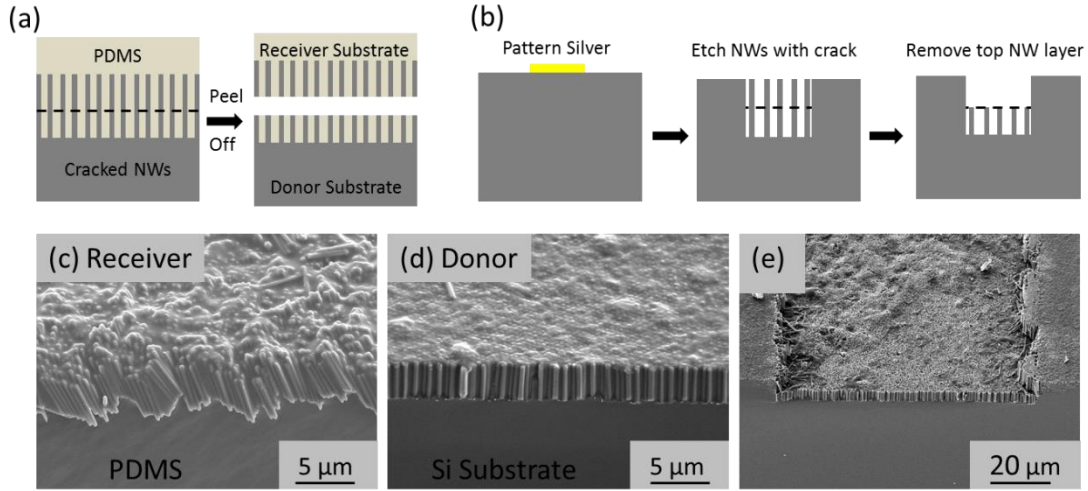 (a)
PDMS
Cracked NWs
Peel
Off
Receiver Substrate
Donor Substrate
(b)
Pattern Silver
Etch NWs with crack
Remove top NW layer
(c) Receiver
PDMS
5 μm
(d) Donor
Si Substrate
5 μm
(e)
20 μm